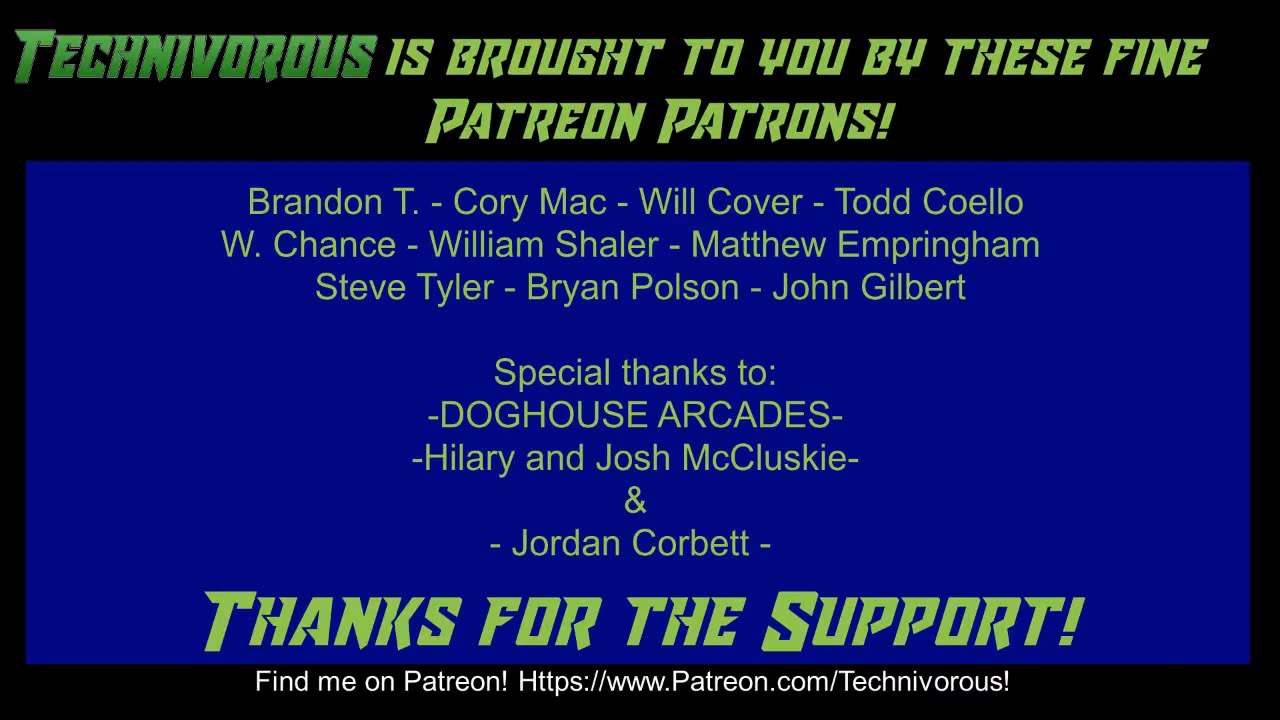 Technivorous is brought to you by these fine
Patreon Patrons!
Brandon T. - Cory Mac - Will Cover - Todd Coello
W. Chance - William Shaler - Matthew Empringham
Steve Tyler - Bryan Polson - John Gilbert
Special thanks to:
-DOGHOUSE ARCADES-
-Hilary and Josh McCluskie-
&
- Jordan Corbett -
Thanks for the Support!
Find me on Patreon! Https://www.Patreon.com/Technivorous!